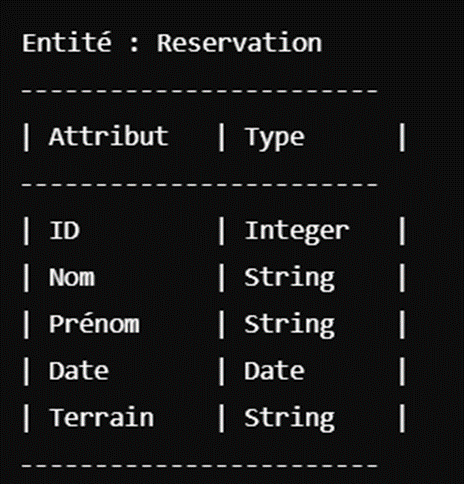 Entité : Reservation
------------------------
| Attribut   | Type      |
------------------------
| ID         | Integer   |
| Nom        | String    |
| Prénom     | String    |
| Date       | Date      |
| Terrain    | String    |
------------------------